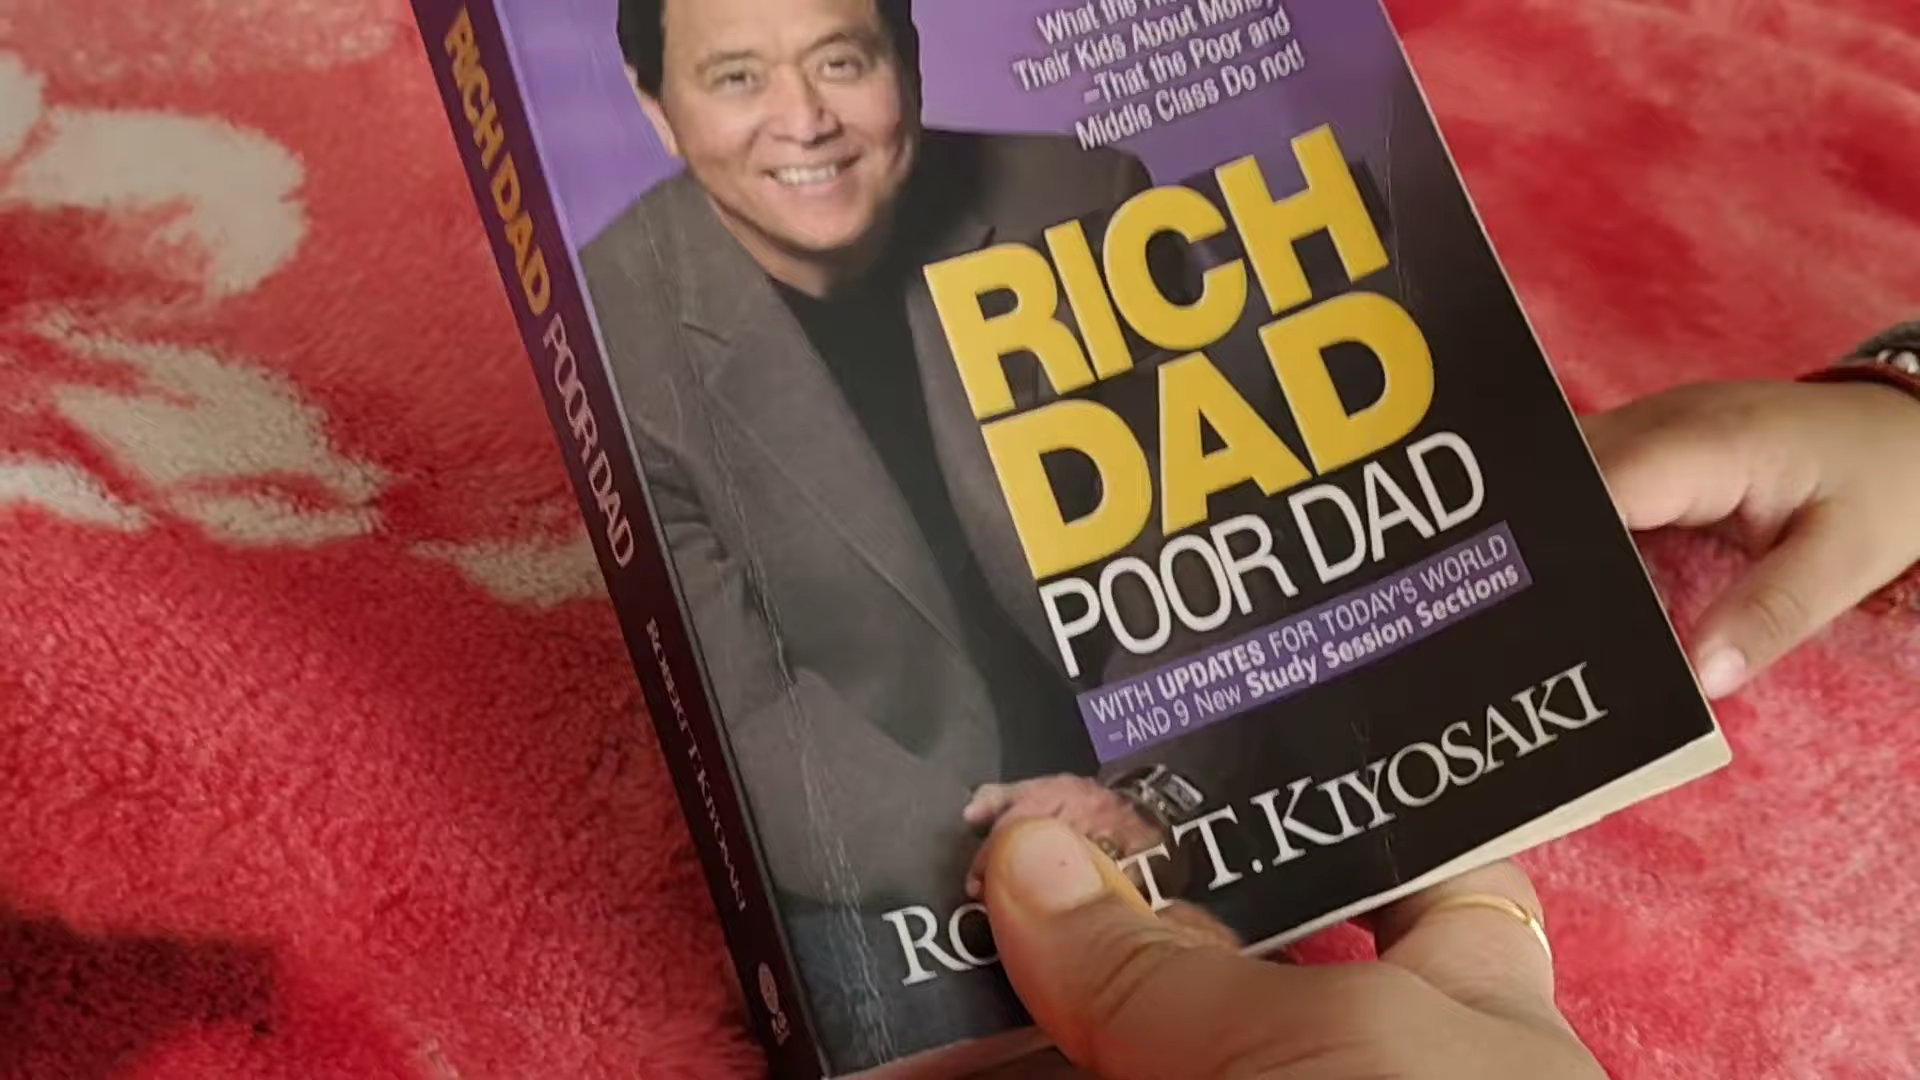 What the
Their Kids About Money
–That the Poor and
Middle Class Do not!
RICH
DAD
POOR DAD
WITH UPDATES FOR TODAY'S WORLD
–AND 9 New Study Session Sections
T. KIYOSAKI
RICH DAD POOR DAD
ROBERT T. KIYOSAKI